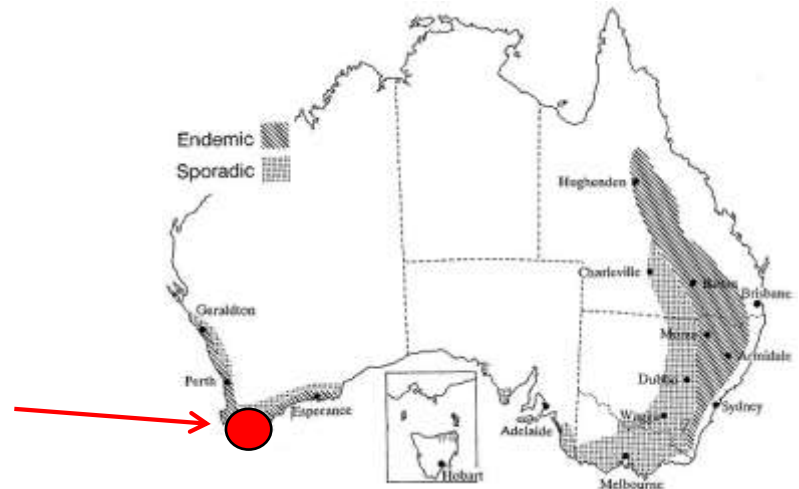 Endemic
Sporadic
Hughenden
Charleville
Brisbane
Geraldton
Moree
Armidale
Perth
Dubbo
Esperance
Wagga
Sydney
Adelaide
Hobart
Melbourne